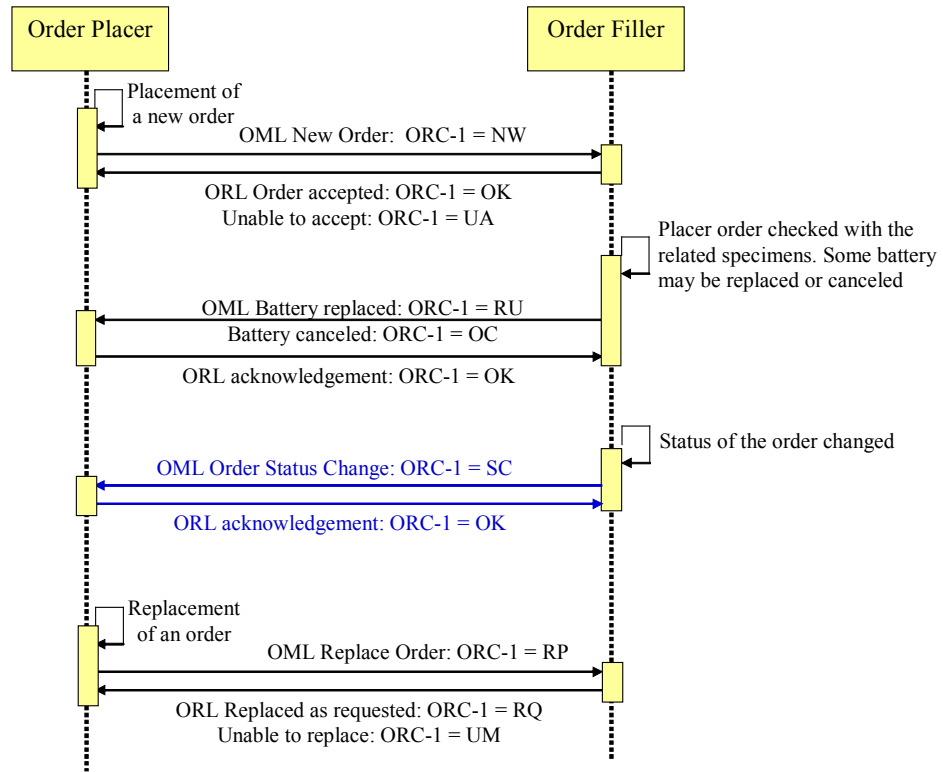 Order Placer
Order Filler
Placement of
a new order
OML New Order: ORC-1 = NW
ORL Order accepted: ORC-1 = OK
Unable to accept: ORC-1 = UA
Placer order checked with the
related specimens. Some battery
may be replaced or canceled
OML Battery replaced: ORC-1 = RU
Battery canceled: ORC-1 = OC
ORL acknowledgement: ORC-1 = OK
Status of the order changed
OML Order Status Change: ORC-1 = SC
ORL acknowledgement: ORC-1 = OK
Replacement
of an order
OML Replace Order: ORC-1 = RP
ORL Replaced as requested: ORC-1 = RQ
Unable to replace: ORC-1 = UM